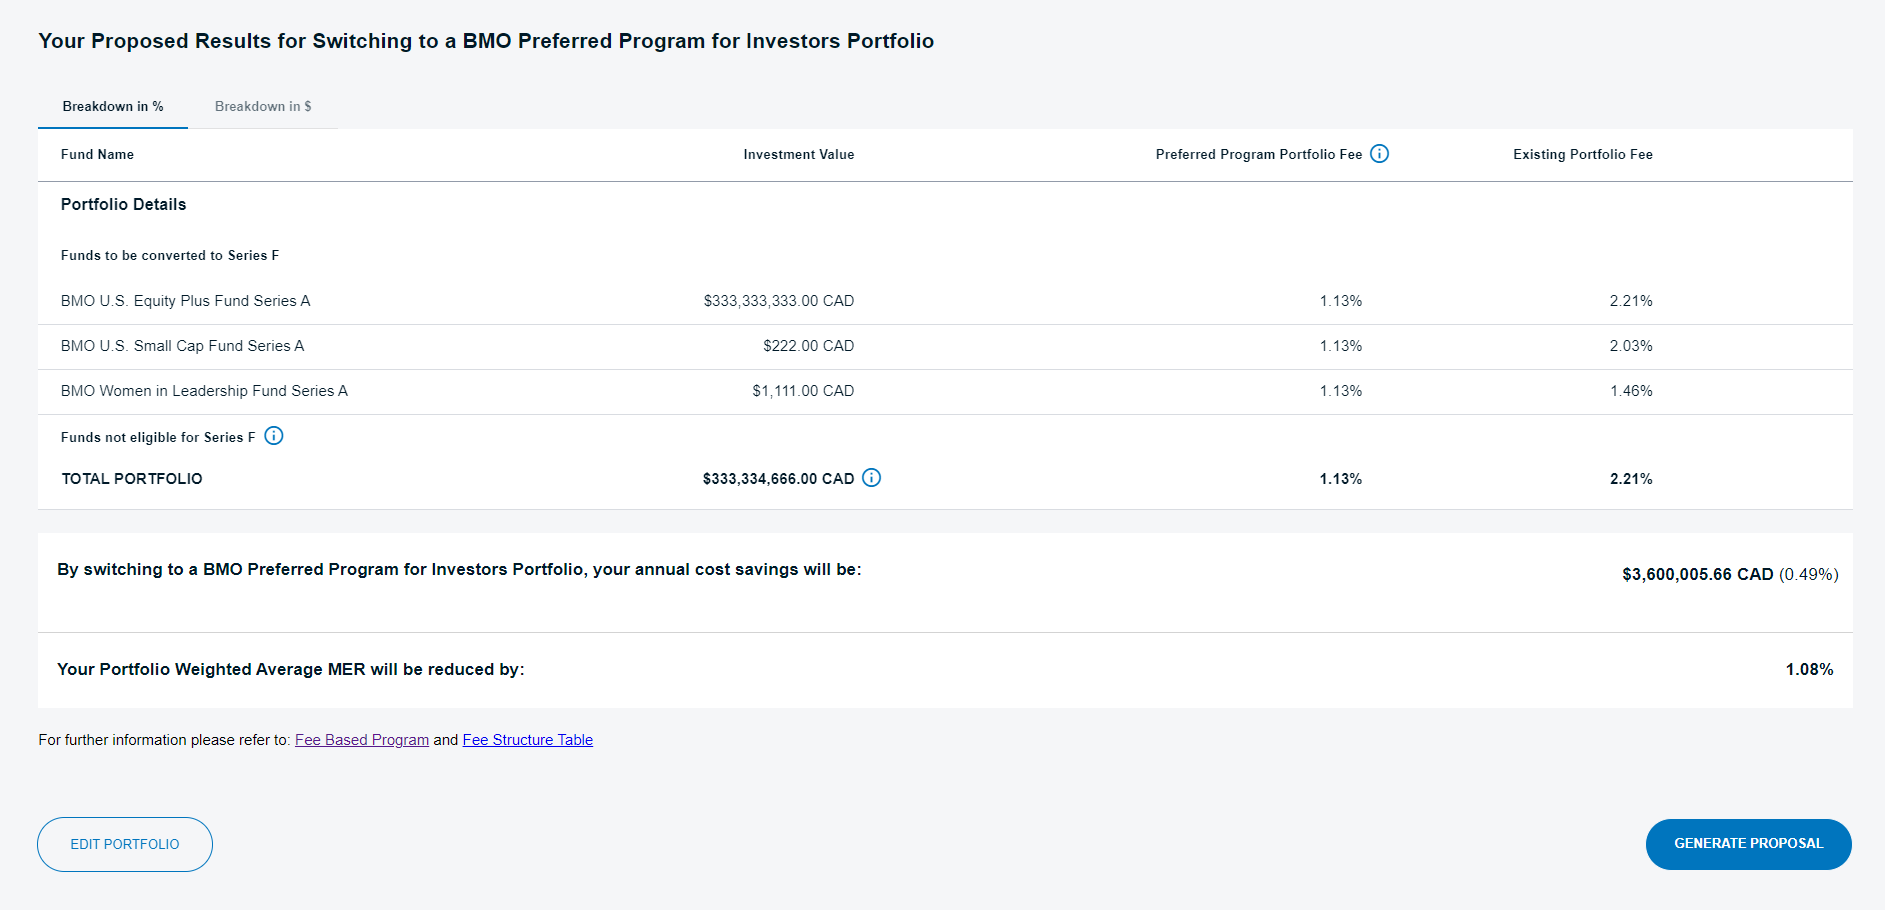 Your Proposed Results for Switching to a BMO Preferred Program for Investors Portfolio
Breakdown in % Breakdown in $
Fund Name Investment Value Preferred Program Portfolio Fee Existing Portfolio Fee
Portfolio Details
Funds to be converted to Series F
BMO U.S. Equity Plus Fund Series A $333,333,333.00 CAD 1.13% 2.21%
BMO U.S. Small Cap Fund Series A $222.00 CAD 1.13% 2.03%
BMO Women in Leadership Fund Series A $1,111.00 CAD 1.13% 1.46%
Funds not eligible for Series F
TOTAL PORTFOLIO $333,334,666.00 CAD 1.13% 2.21%
By switching to a BMO Preferred Program for Investors Portfolio, your annual cost savings will be: $3,600,005.66 CAD (0.49%)
Your Portfolio Weighted Average MER will be reduced by: 1.08%
For further information please refer to: Fee Based Program and Fee Structure Table
EDIT PORTFOLIO GENERATE PROPOSAL